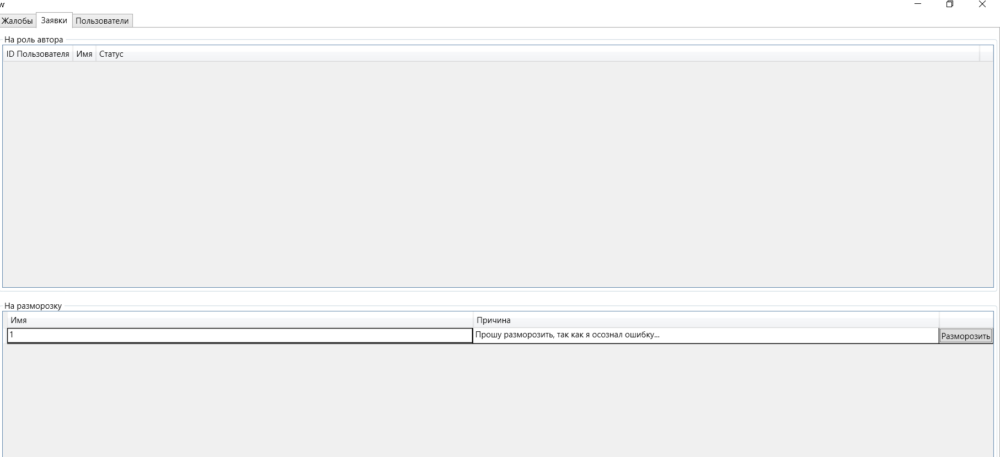 w
Жалобы Заявки Пользователи
На роль автора
ID Пользователя Имя Статус
На разморозку
Имя Причина
1 Прошу разморозить, так как я осознал ошибку... Разморозить